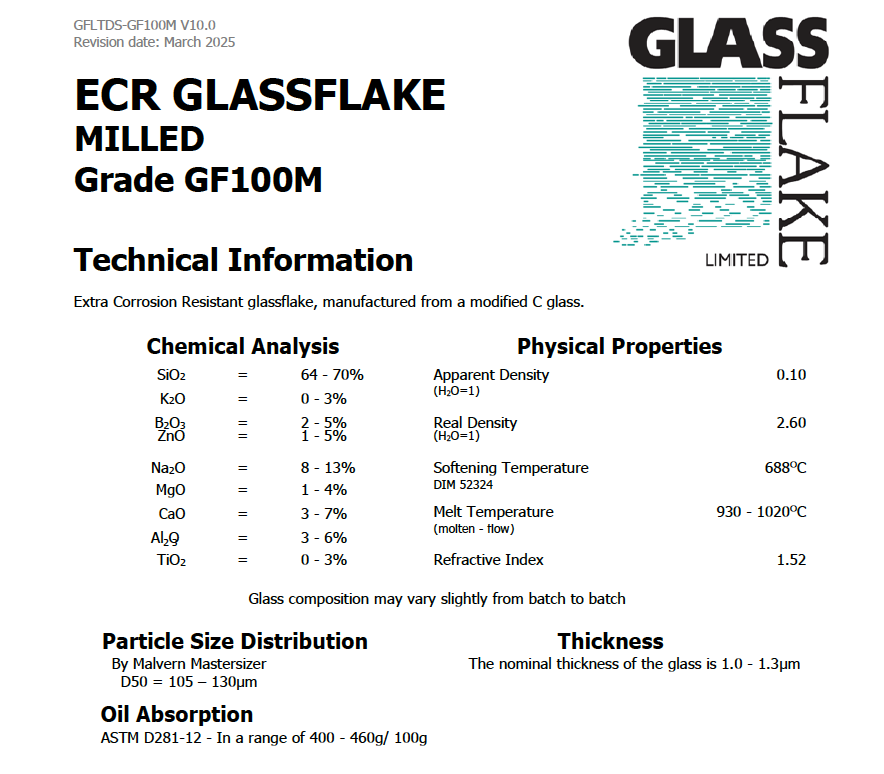 GFLTDS-GF100M V10.0
Revision date: March 2025
GLASS
FLAKE
LIMITED
ECR GLASSFLAKE
MILLED
Grade GF100M
Technical Information
Extra Corrosion Resistant glassflake, manufactured from a modified C glass.
Chemical Analysis
SiO₂ = 64 - 70%
K₂O = 0 - 3%
B₂O₃ = 2 - 5%
ZnO = 1 - 5%
Na₂O = 8 - 13%
MgO = 1 - 4%
CaO = 3 - 7%
Al₂O₃ = 3 - 6%
TiO₂ = 0 - 3%
Physical Properties
Apparent Density 0.10
(H₂O=1)
Real Density 2.60
(H₂O=1)
Softening Temperature 688ᴼC
DIM 52324
Melt Temperature 930 - 1020ᴼC
(molten - flow)
Refractive Index 1.52
Glass composition may vary slightly from batch to batch
Particle Size Distribution
By Malvern Mastersizer
D50 = 105 – 130µm
Thickness
The nominal thickness of the glass is 1.0 - 1.3µm
Oil Absorption
ASTM D281-12 - In a range of 400 - 460g/ 100g